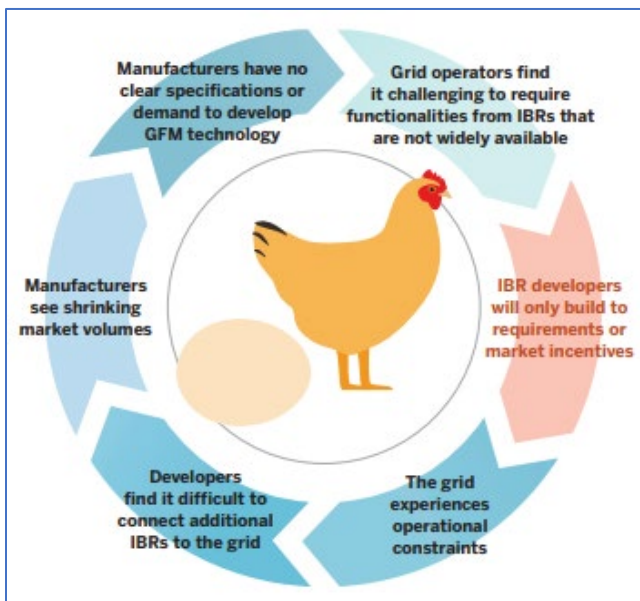 Manufacturers have no
clear specifications or
demand to develop
GFM technology
Grid operators find
it challenging to require
functionalities from IBRs that
are not widely available
IBR developers
will only build to
requirements or
market incentives
The grid
experiences
operational
constraints
Developers
find it difficult to
connect additional
IBRs to the grid
Manufacturers
see shrinking
market volumes